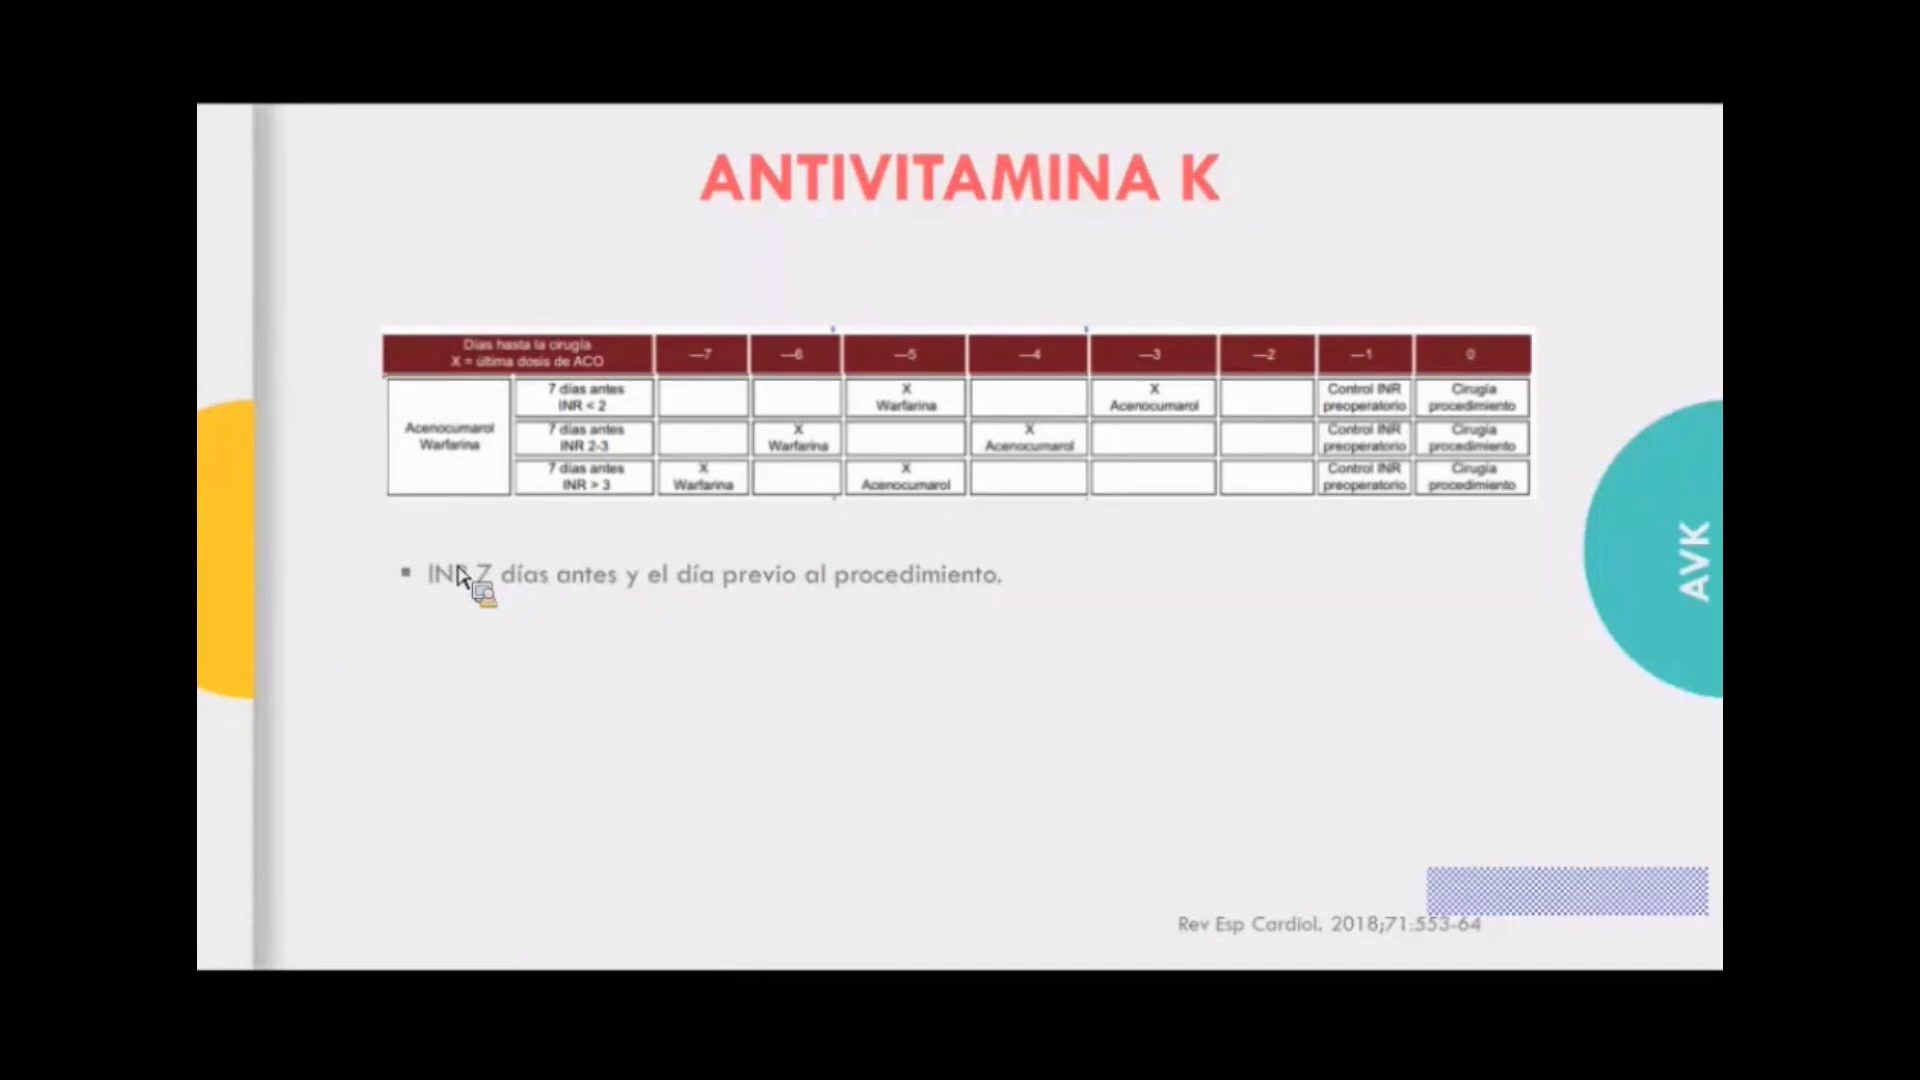 ANTIVITAMINA K
Días hasta la cirugía
X = última dosis de ACO
—7
—6
—5
—4
—3
—2
—1
0
Acenocumarol
Warfarina
7 días antes
INR < 2
X
Warfarina
X
Acenocumarol
Control INR
preoperatorio
Cirugía
procedimiento
7 días antes
INR 2-3
X
Warfarina
X
Acenocumarol
Control INR
preoperatorio
Cirugía
procedimiento
7 días antes
INR > 3
X
Warfarina
X
Acenocumarol
Control INR
preoperatorio
Cirugía
procedimiento
▪ INR 7 días antes y el día previo al procedimiento.
AVK
Rev Esp Cardiol. 2018;71:553-64